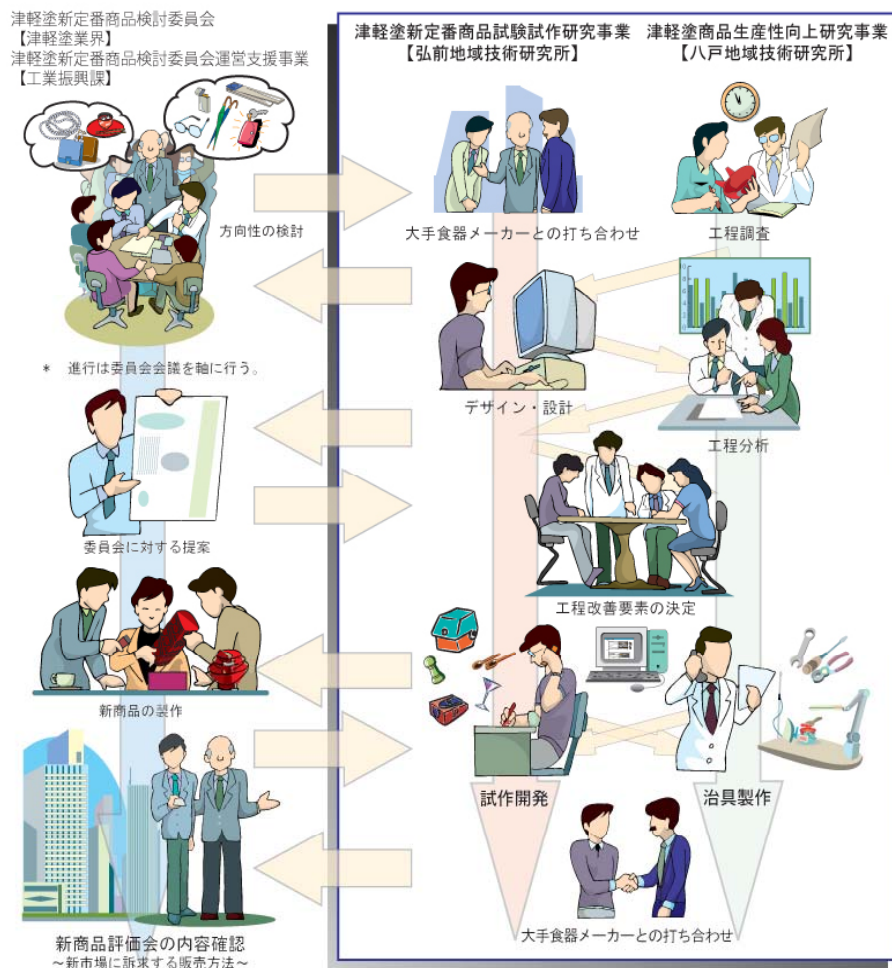 津軽塗新定番商品検討委員会
【津軽塗業界】
津軽塗新定番商品検討委員会運営支援事業
【工業振興課】
方向性の検討
* 進行は委員会会議を軸に行う。
委員会に対する提案
新商品の製作
新商品評価会の内容確認
~新市場に訴求する販売方法~
津軽塗新定番商品試験試作研究事業
【弘前地域技術研究所】
大手食器メーカーとの打ち合わせ
デザイン・設計
津軽塗商品生産性向上研究事業
【八戸地域技術研究所】
工程調査
工程分析
工程改善要素の決定
試作開発
治具製作
大手食器メーカーとの打ち合わせ